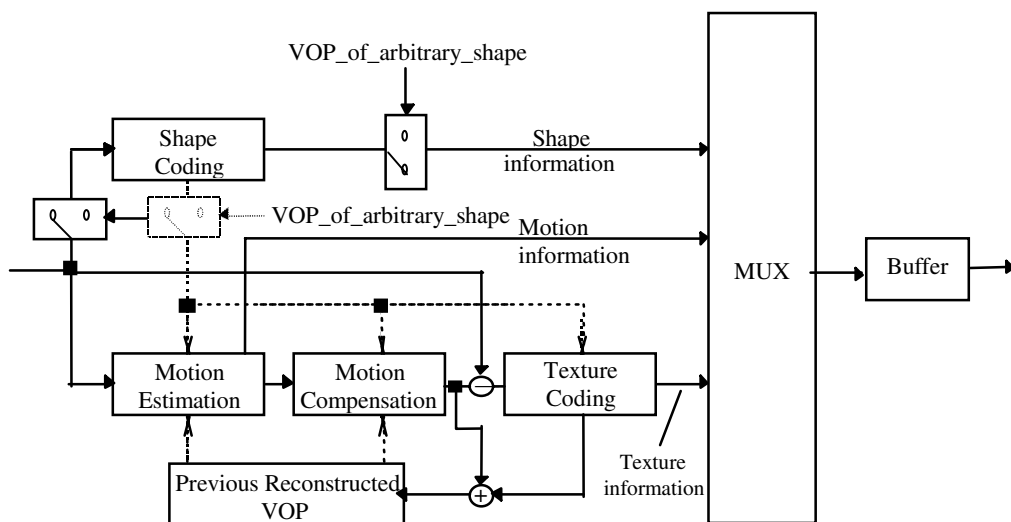 VOP_of_arbitrary_shape
Shape
Coding
Shape
information
VOP_of_arbitrary_shape
Motion
information
MUX
Buffer
Motion
Estimation
Motion
Compensation
Texture
Coding
Texture
information
Previous Reconstructed
VOP